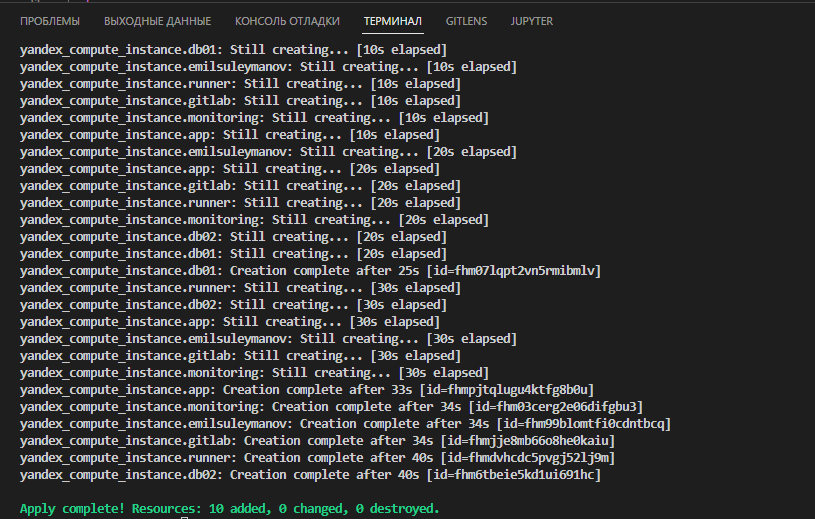 ПРОБЛЕМЫ ВЫХОДНЫЕ ДАННЫЕ КОНСОЛЬ ОТЛАДКИ ТЕРМИНАЛ GITLENS JUPYTER
yandex_compute_instance.db01: Still creating... [10s elapsed]
yandex_compute_instance.emilsuleymanov: Still creating... [10s elapsed]
yandex_compute_instance.runner: Still creating... [10s elapsed]
yandex_compute_instance.gitlab: Still creating... [10s elapsed]
yandex_compute_instance.monitoring: Still creating... [10s elapsed]
yandex_compute_instance.app: Still creating... [10s elapsed]
yandex_compute_instance.emilsuleymanov: Still creating... [20s elapsed]
yandex_compute_instance.app: Still creating... [20s elapsed]
yandex_compute_instance.gitlab: Still creating... [20s elapsed]
yandex_compute_instance.runner: Still creating... [20s elapsed]
yandex_compute_instance.monitoring: Still creating... [20s elapsed]
yandex_compute_instance.db02: Still creating... [20s elapsed]
yandex_compute_instance.db01: Still creating... [20s elapsed]
yandex_compute_instance.db01: Creation complete after 25s [id=fhm07lqpt2vn5rmibmlv]
yandex_compute_instance.runner: Still creating... [30s elapsed]
yandex_compute_instance.db02: Still creating... [30s elapsed]
yandex_compute_instance.app: Still creating... [30s elapsed]
yandex_compute_instance.emilsuleymanov: Still creating... [30s elapsed]
yandex_compute_instance.gitlab: Still creating... [30s elapsed]
yandex_compute_instance.monitoring: Still creating... [30s elapsed]
yandex_compute_instance.app: Creation complete after 33s [id=fhmpjtqlugu4ktfg8b0u]
yandex_compute_instance.monitoring: Creation complete after 34s [id=fhm03cerg2e06difgbu3]
yandex_compute_instance.emilsuleymanov: Creation complete after 34s [id=fhm99blomtfi0cdntbcq]
yandex_compute_instance.gitlab: Creation complete after 34s [id=fhmjje8mb66o8he0kaiu]
yandex_compute_instance.runner: Creation complete after 40s [id=fhmdvhcdc5pvgj52lj9m]
yandex_compute_instance.db02: Creation complete after 40s [id=fhm6tbeie5kd1ui691hc]
Apply complete! Resources: 10 added, 0 changed, 0 destroyed.